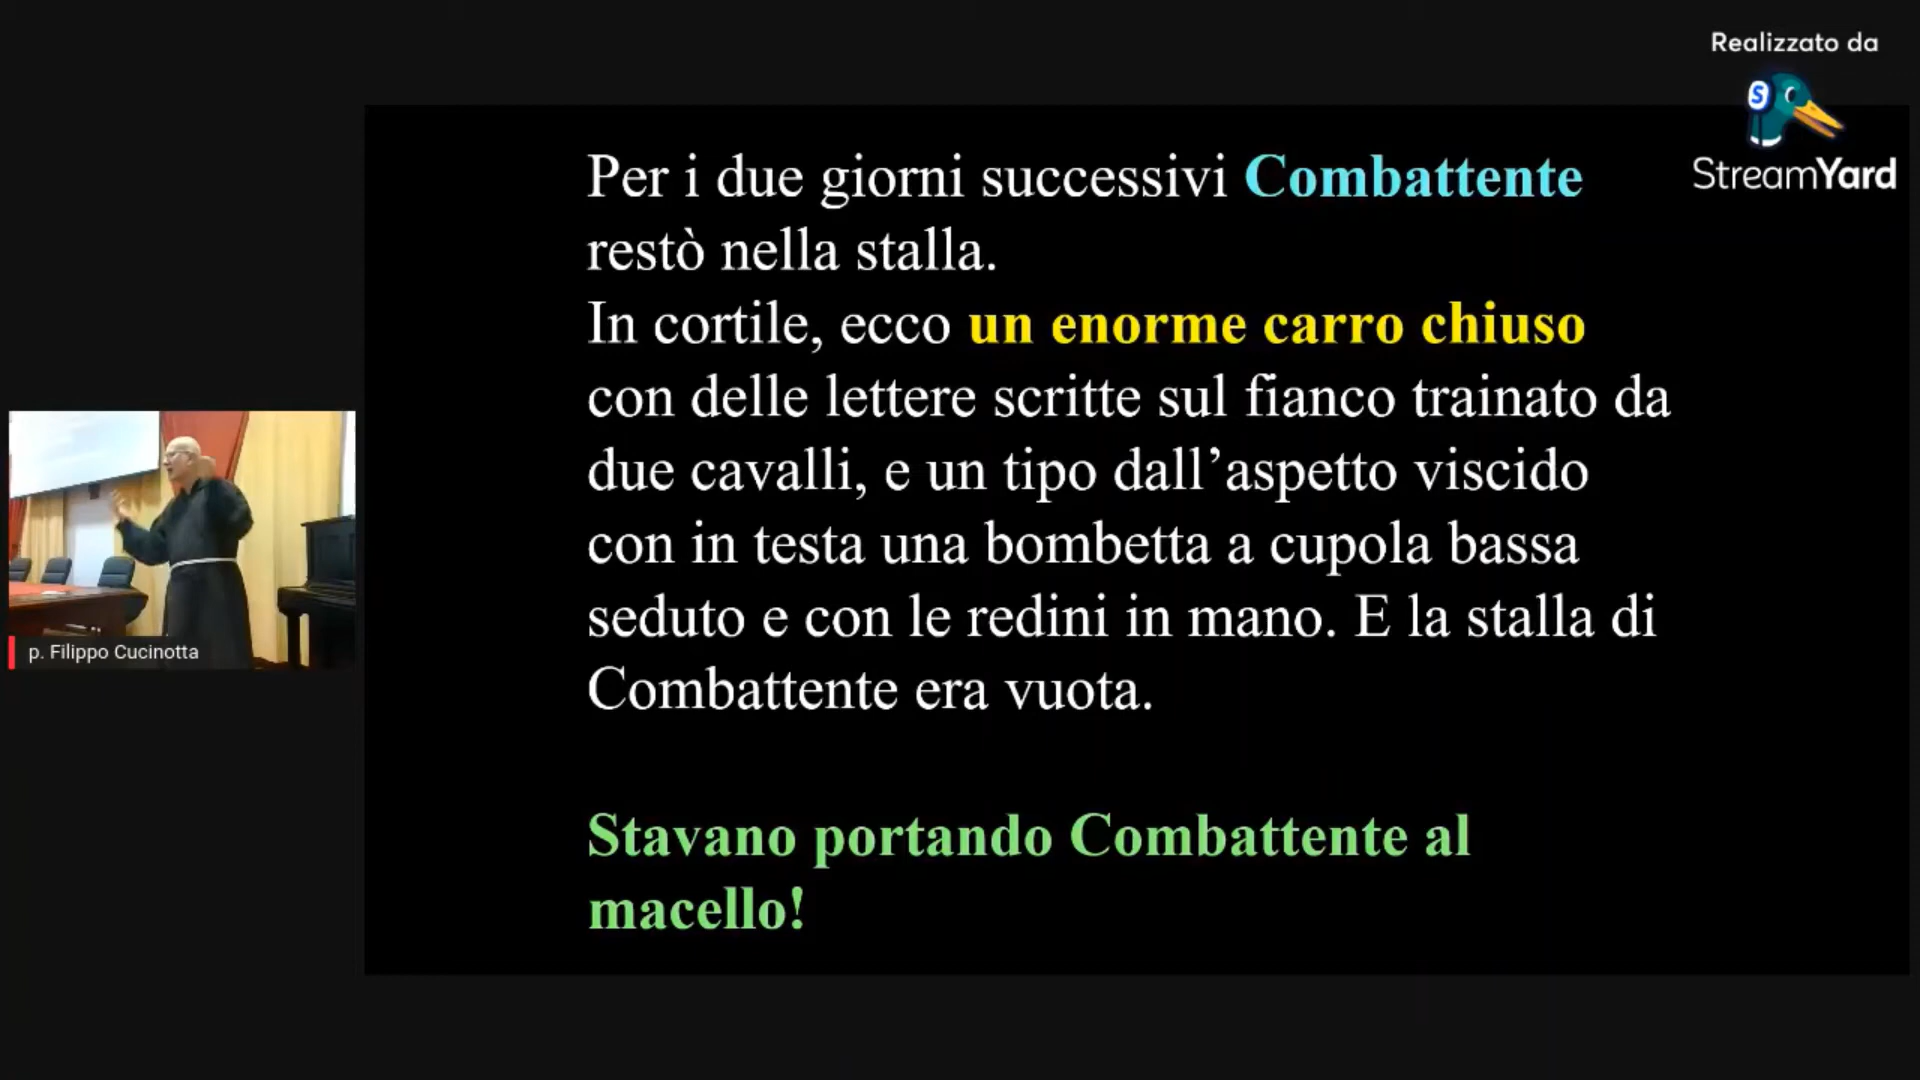 Realizzato da
StreamYard
Per i due giorni successivi Combattente
restò nella stalla.
In cortile, ecco un enorme carro chiuso
con delle lettere scritte sul fianco trainato da
due cavalli, e un tipo dall’aspetto viscido
con in testa una bombetta a cupola bassa
seduto e con le redini in mano. E la stalla di
Combattente era vuota.
Stavano portando Combattente al
macello!
p. Filippo Cucinotta